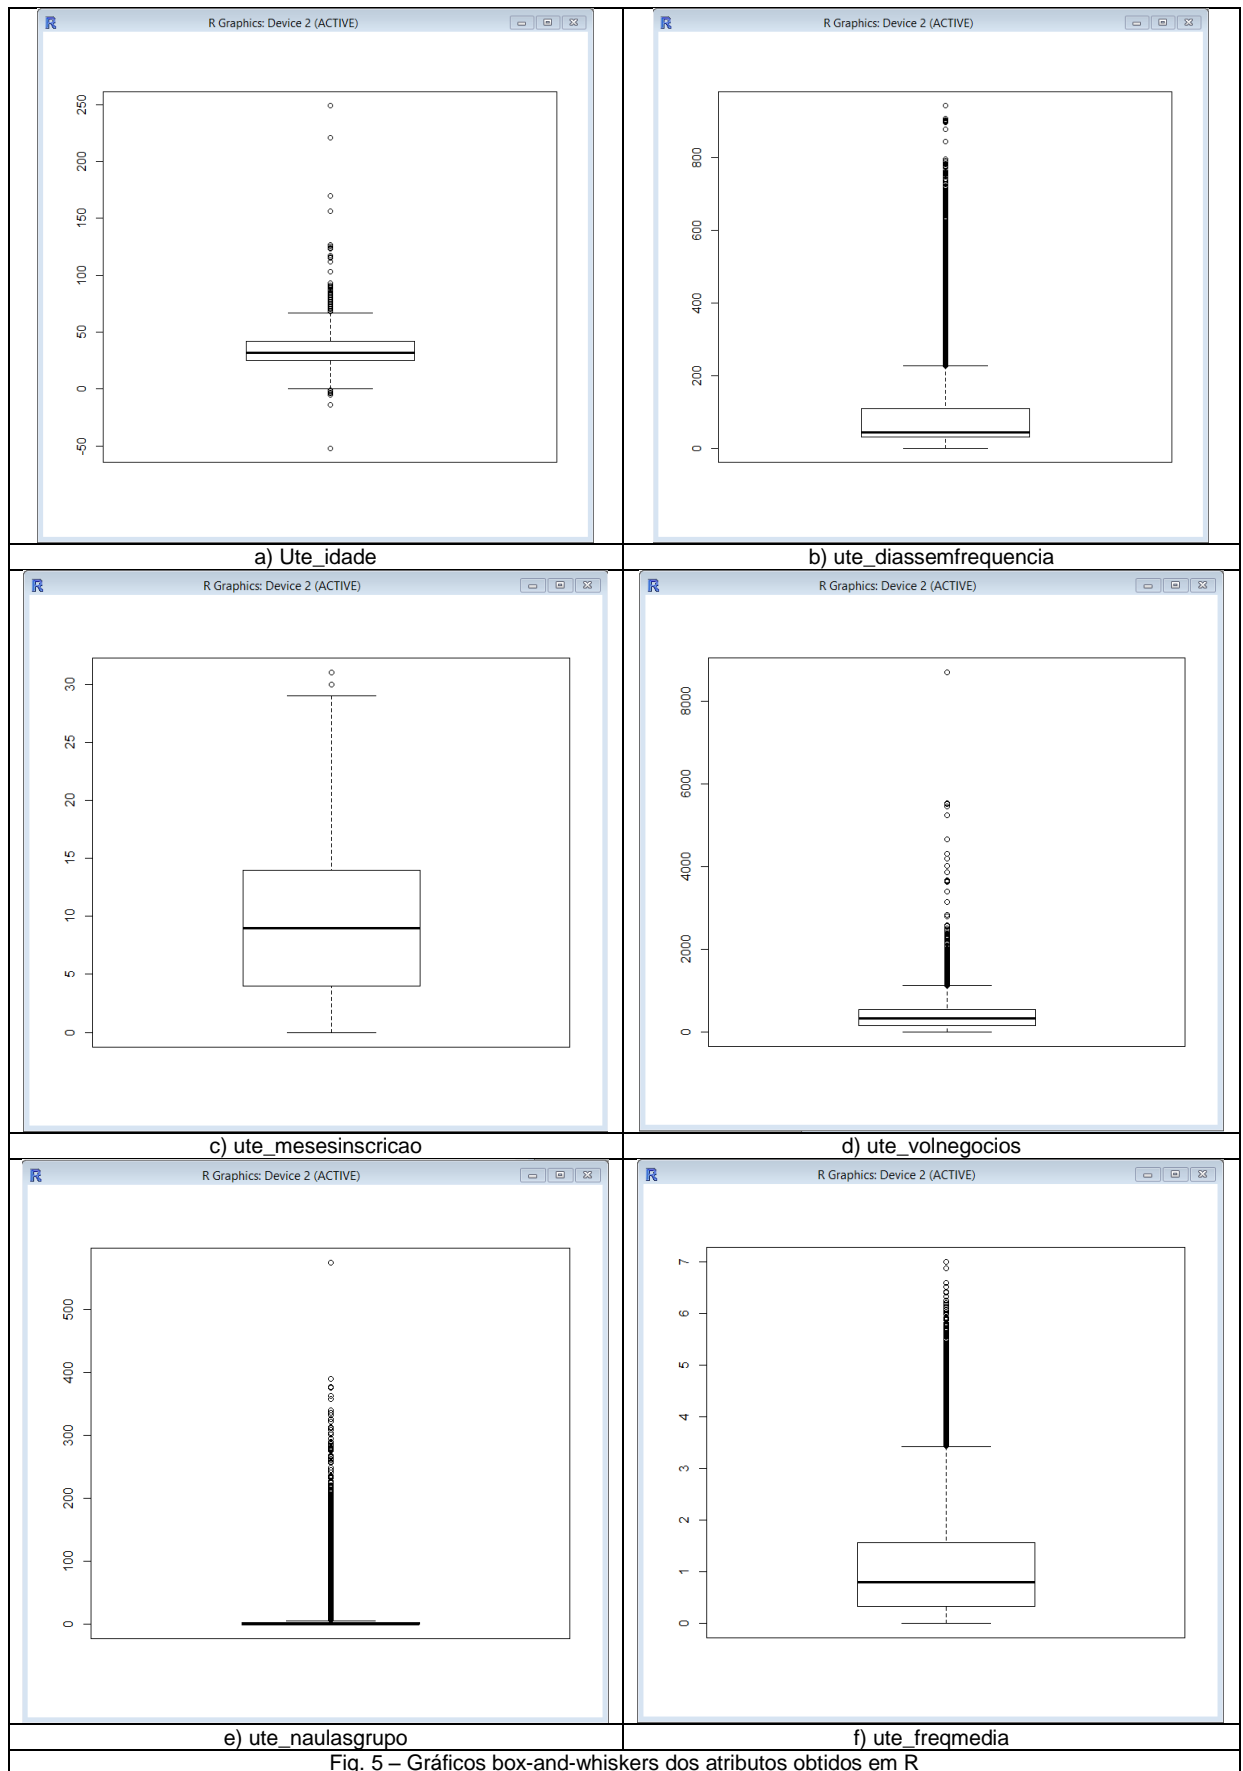 R Graphics: Device 2 (ACTIVE)
250
200
150
100
50
0
-50
R Graphics: Device 2 (ACTIVE)
800
600
400
200
0
a) Ute_idade
b) ute_diassemfrequencia
R Graphics: Device 2 (ACTIVE)
30
25
20
15
10
5
0
R Graphics: Device 2 (ACTIVE)
8000
6000
4000
2000
0
c) ute_mesesinscricao
d) ute_volnegocios
R Graphics: Device 2 (ACTIVE)
500
400
300
200
100
0
R Graphics: Device 2 (ACTIVE)
7
6
5
4
3
2
1
0
e) ute_naulasgrupo
f) ute_freqmedia
Fig. 5 – Gráficos box-and-whiskers dos atributos obtidos em R